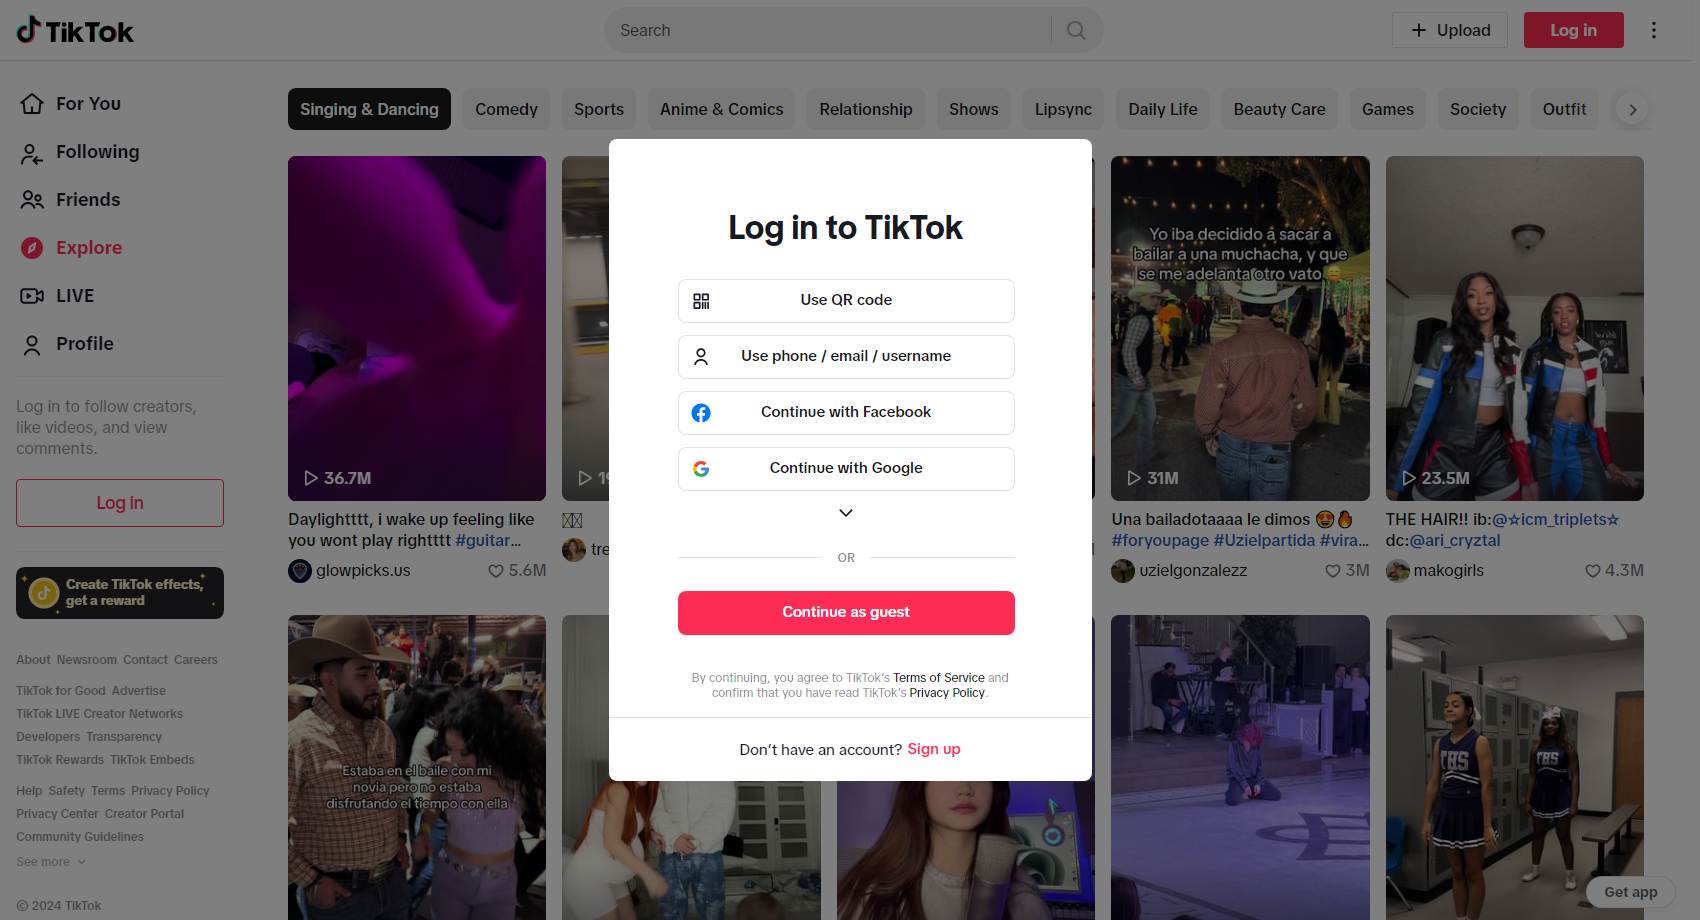 TikTok
Search
Upload
Log in
For You
Following
Friends
Explore
LIVE
Profile
Log in to follow creators,
like videos, and view
comments.
Log in
Create TikTok effects,
get a reward
About Newsroom Contact Careers
TikTok for Good Advertise
TikTok LIVE Creator Networks
Developers Transparency
TikTok Rewards TikTok Embeds
Help Safety Terms Privacy Policy
Privacy Center Creator Portal
Community Guidelines
See more
© 2024 TikTok
Singing & Dancing
Comedy
Sports
Anime & Comics
Relationship
Shows
Lipsync
Daily Life
Beauty Care
Games
Society
Outfit
36.7M
Daylightttt, i wake up feeling like
you wont play rightttt #guitar...
glowpicks.us
5.6M
Log in to TikTok
Use QR code
Use phone / email / username
Continue with Facebook
Continue with Google
OR
Continue as guest
By continuing, you agree to TikTok's Terms of Service and
confirm that you have read TikTok's Privacy Policy.
Don't have an account? Sign up
Yo iba decidido a sacar a
bailar a una muchacha, y que
se me adelanta otro vato.😄
31M
Una bailadotaaaa le dimos 😍🔥
#foryoupage #Uzielpartida #vira...
uzielgonzalezz
3M
23.5M
THE HAIR!! ib:@☆icm_triplets☆
dc:@ari_cryztal
makogirls
4.3M
Estaba en el baile con mi
novia pero no estaba
disfrutando el tiempo con ella
THS
THS
Get app